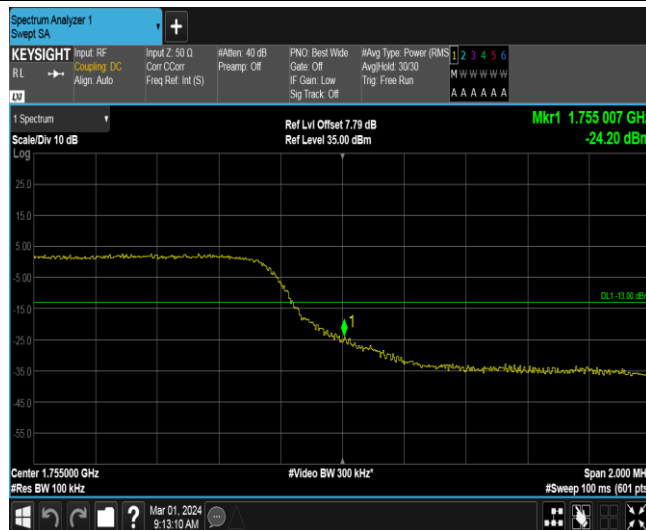 Spectrum Analyzer 1
Swept SA
KEYSIGHT
RL
LXI
Input: RF
Coupling: DC
Align: Auto
Input Z: 50 Ω
Corr CCorr
Freq Ref: Int (S)
#Atten: 40 dB
Preamp: Off
PNO: Best Wide
Gate: Off
IF Gain: Low
Sig Track: Off
#Avg Type: Power (RMS
Avg|Hold: 30/30
Trig: Free Run
1 2 3 4 5 6
M W W W W W
A A A A A A
1 Spectrum
Scale/Div 10 dB
Log
Ref Lvl Offset 7.79 dB
Ref Level 35.00 dBm
Mkr1 1.755 007 GHz
-24.20 dBm
25.0
15.0
5.00
-5.00
-15.0
-25.0
-35.0
-45.0
-55.0
DL1 -13.00 dBm
1
Center 1.755000 GHz
#Res BW 100 kHz
#Video BW 300 kHz*
Span 2.000 MHz
#Sweep 100 ms (601 pts)
?
Mar 01, 2024
9:13:10 AM